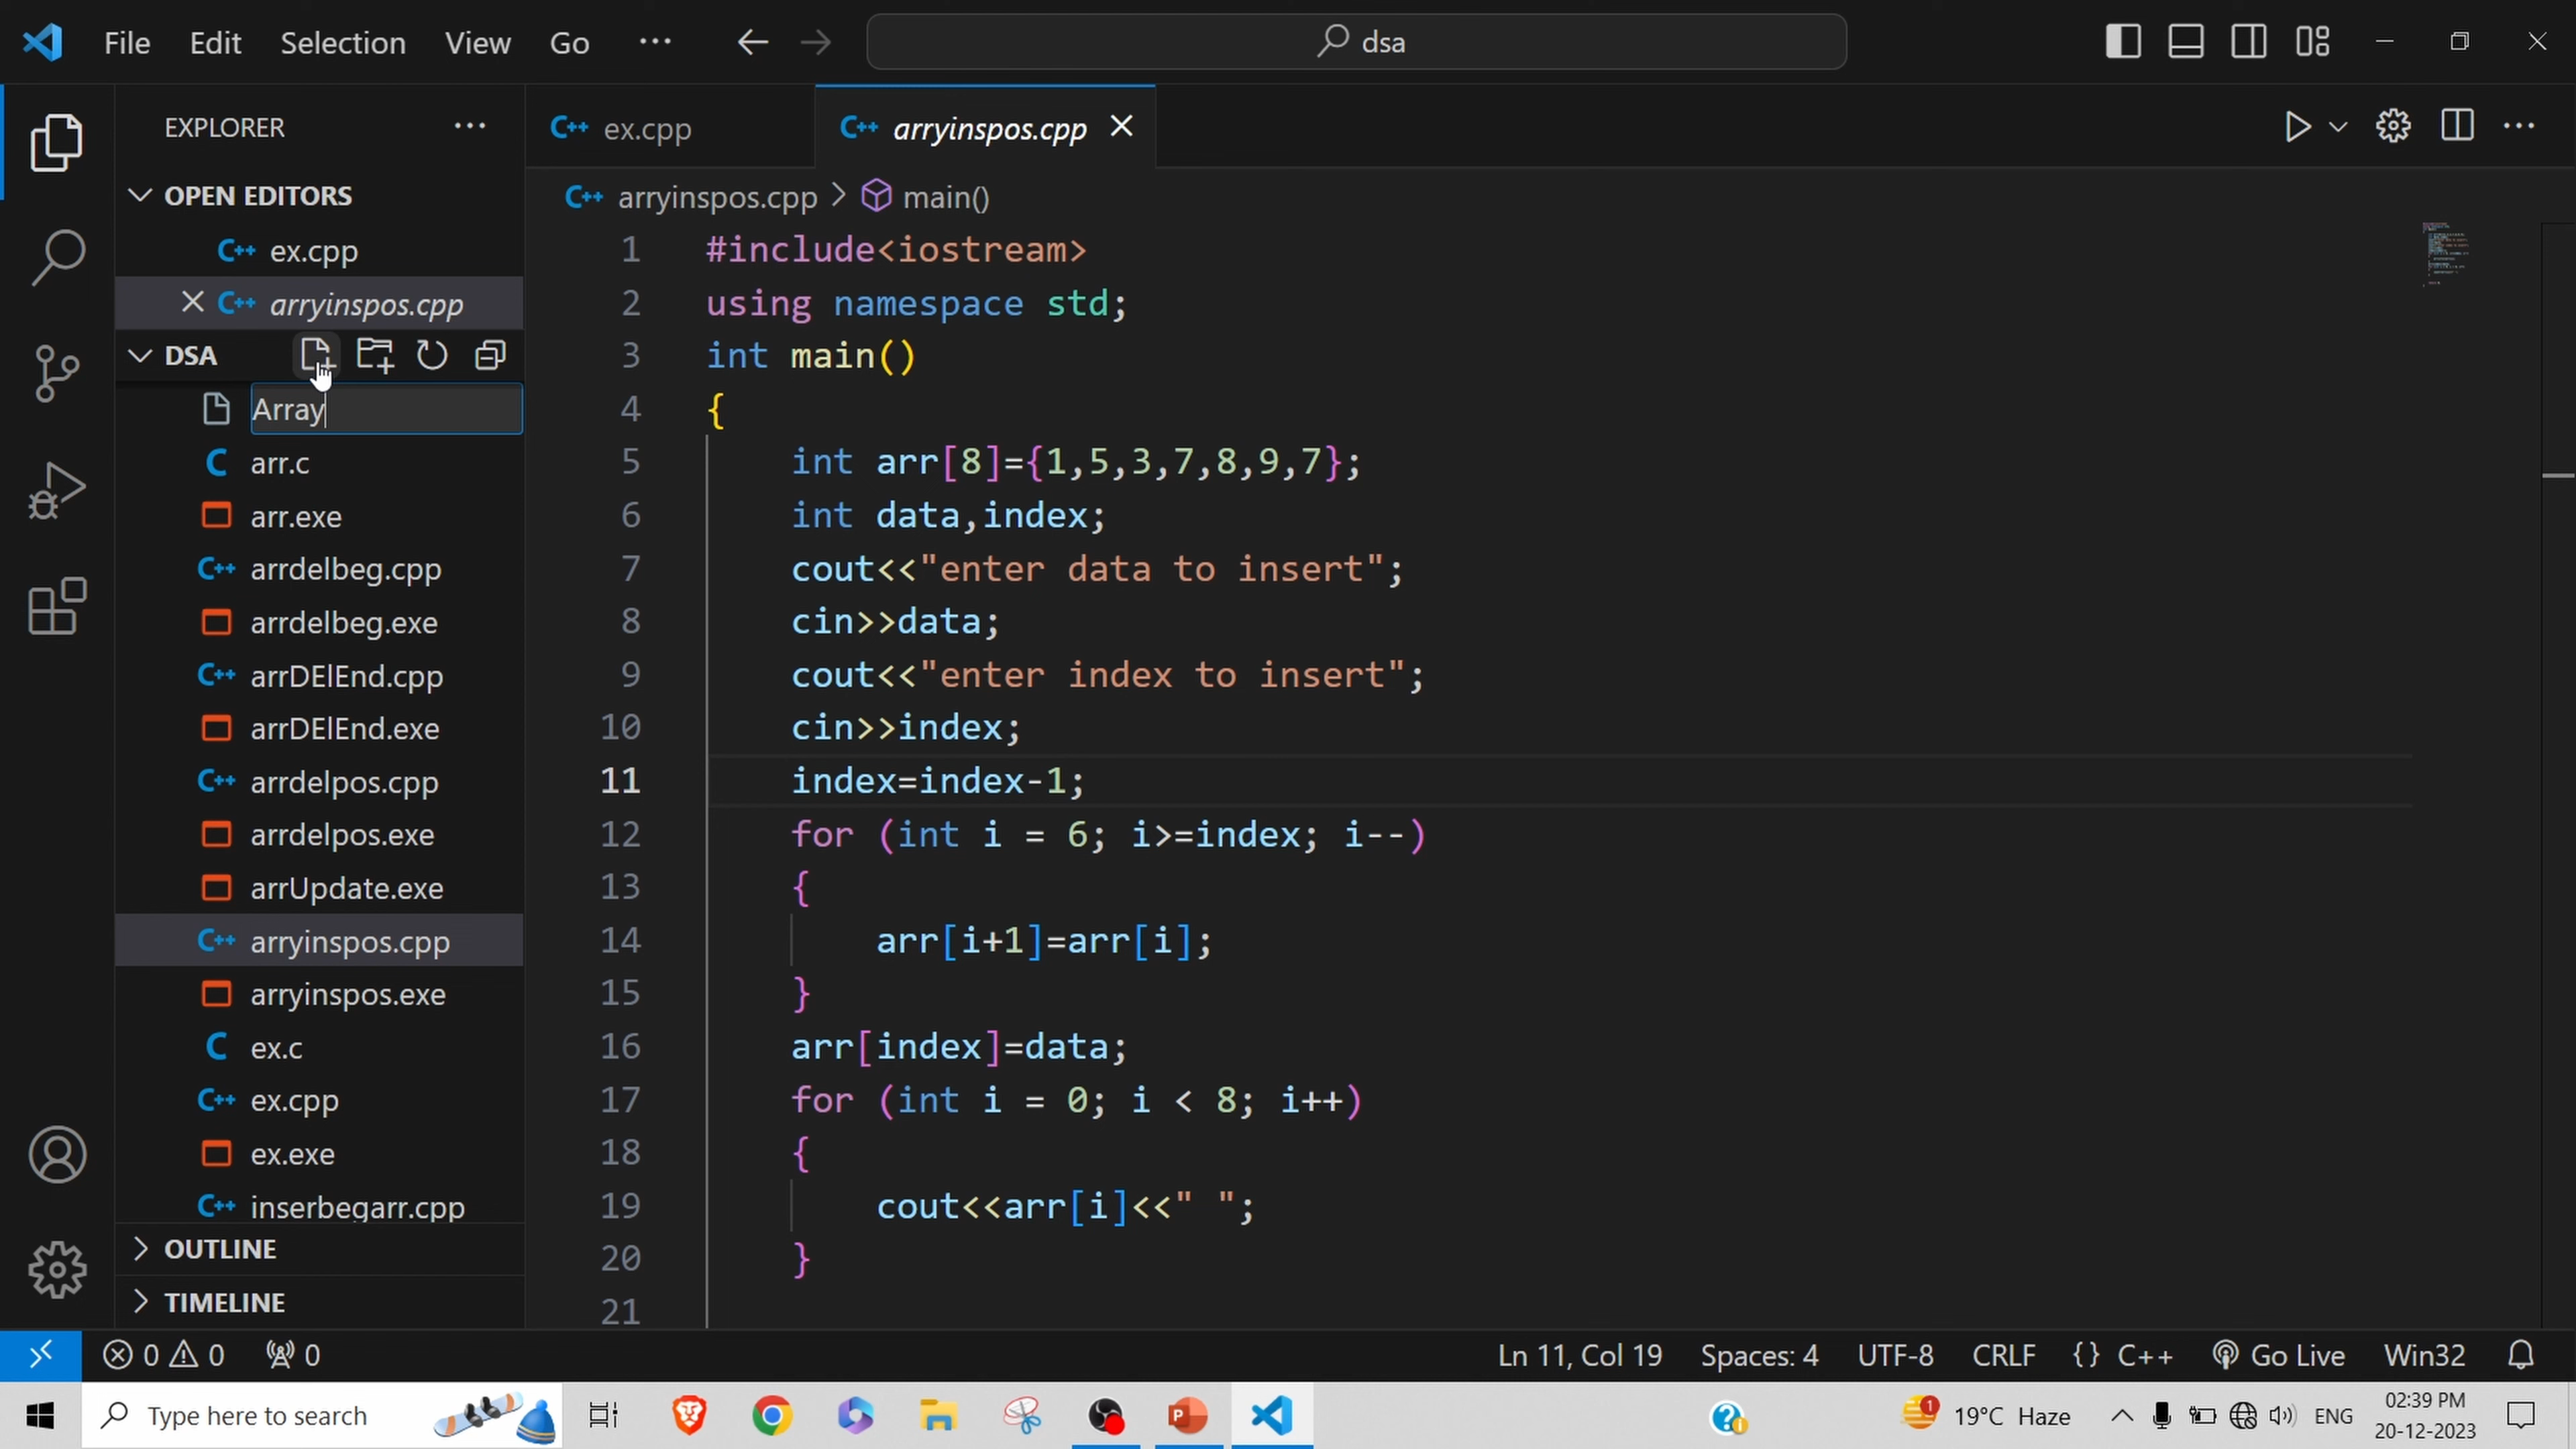 File Edit Selection View Go ··· dsa
EXPLORER ···
OPEN EDITORS
ex.cpp
arryinspos.cpp
DSA
Array
arr.c
arr.exe
arrdelbeg.cpp
arrdelbeg.exe
arrDElEnd.cpp
arrDElEnd.exe
arrdelpos.cpp
arrdelpos.exe
arrUpdate.exe
arryinspos.cpp
arryinspos.exe
ex.c
ex.cpp
ex.exe
inserbegarr.cpp
OUTLINE
TIMELINE
ex.cpp arryinspos.cpp
arryinspos.cpp > main()
1 #include<iostream>
2 using namespace std;
3 int main()
4 {
5 int arr[8]={1,5,3,7,8,9,7};
6 int data,index;
7 cout<<"enter data to insert";
8 cin>>data;
9 cout<<"enter index to insert";
10 cin>>index;
11 index=index-1;
12 for (int i = 6; i>=index; i--)
13 {
14 arr[i+1]=arr[i];
15 }
16 arr[index]=data;
17 for (int i = 0; i < 8; i++)
18 {
19 cout<<arr[i]<<" ";
20 }
21
0 0 0 Ln 11, Col 19 Spaces: 4 UTF-8 CRLF {} C++ Go Live Win32
Type here to search 19°C Haze ENG 02:39 PM
20-12-2023